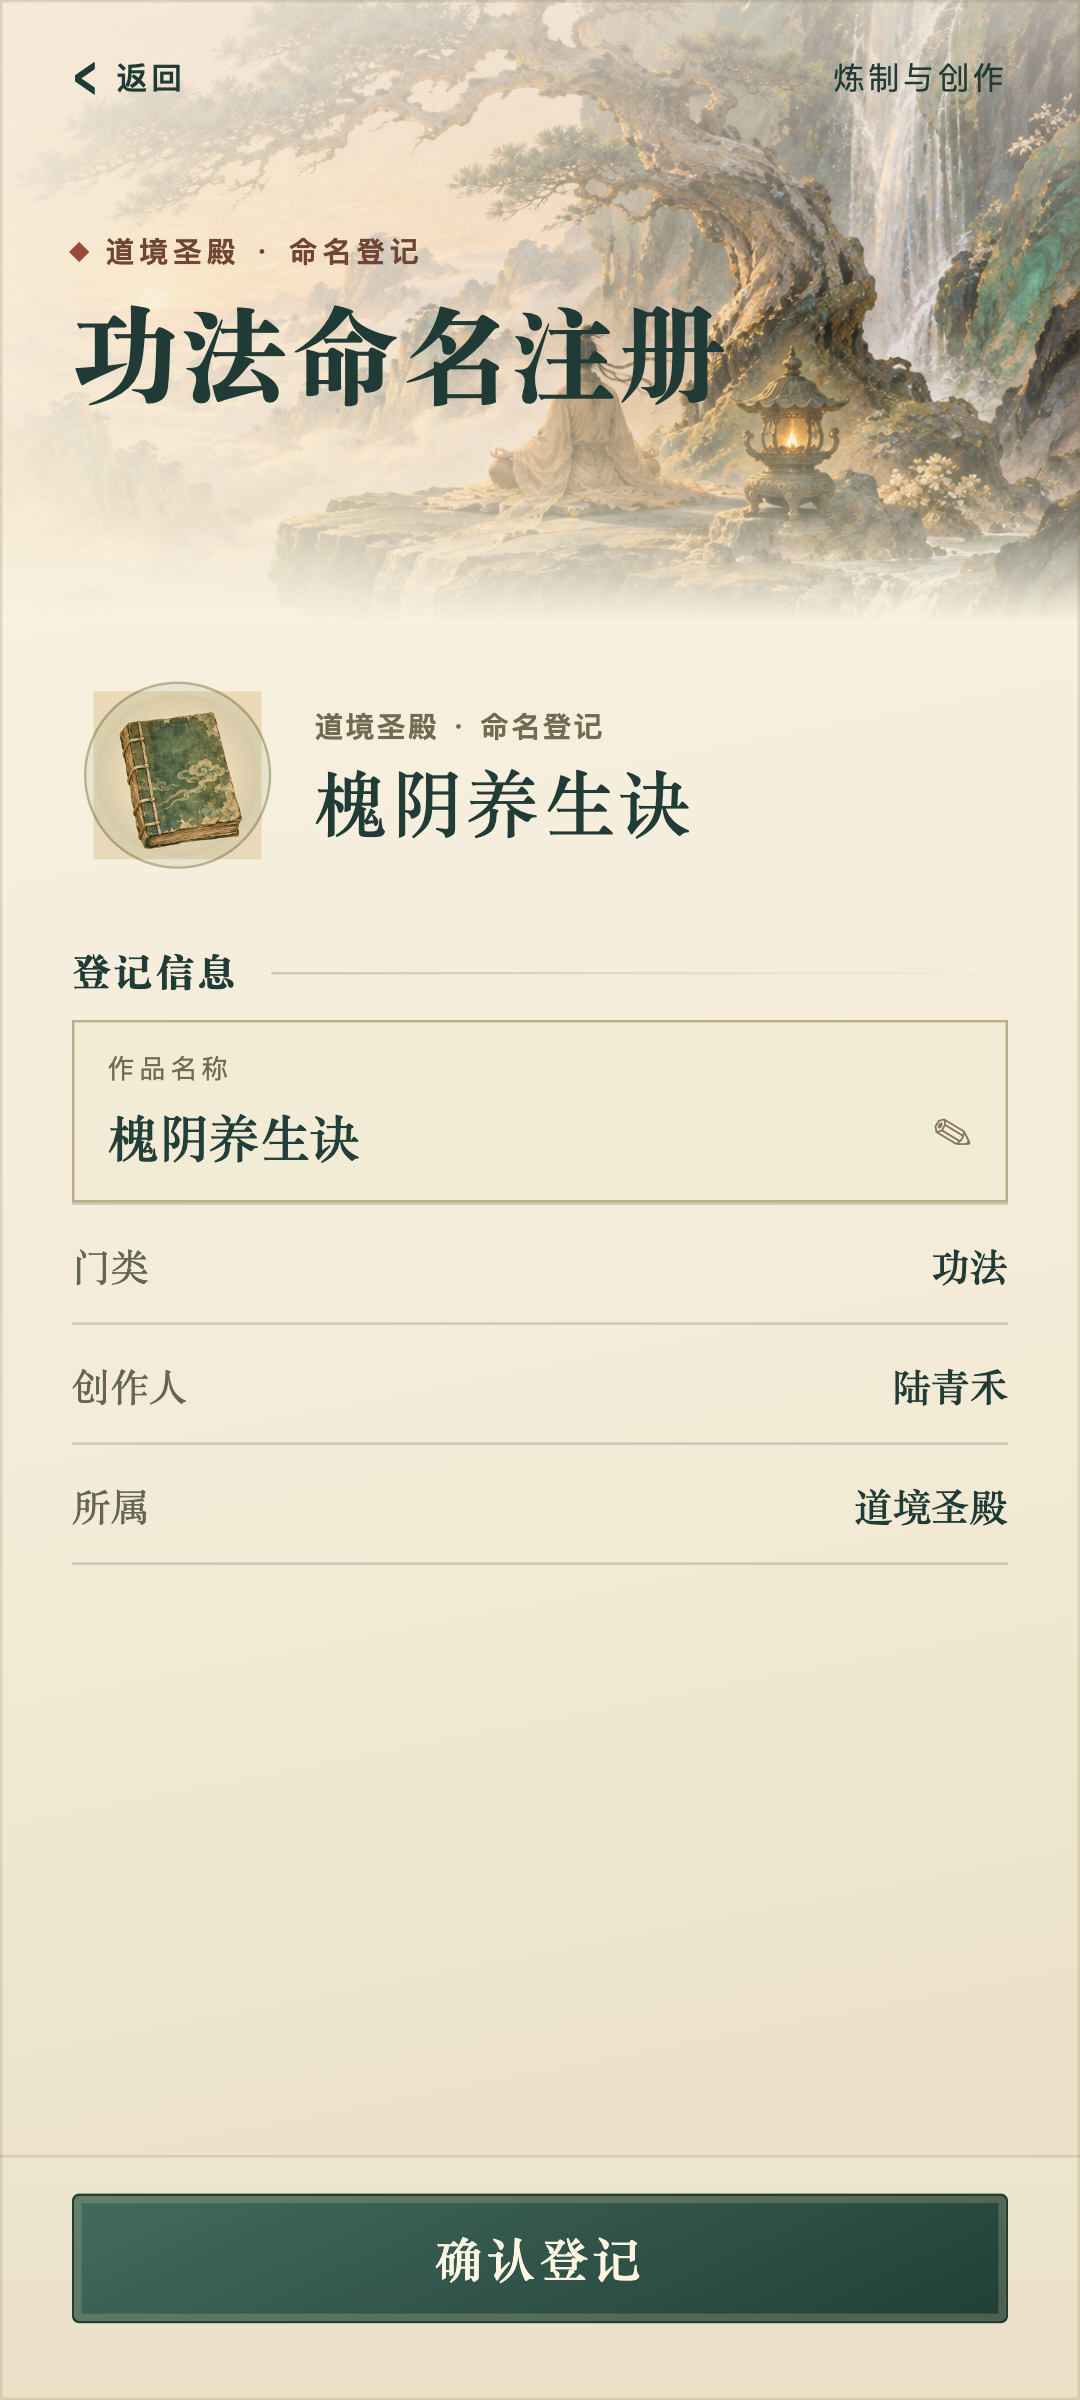 返回
炼制与创作
道境圣殿 · 命名登记
功法命名注册
道境圣殿 · 命名登记
槐阴养生诀
登记信息
作品名称
槐阴养生诀
门类
功法
创作人
陆青禾
所属
道境圣殿
确认登记